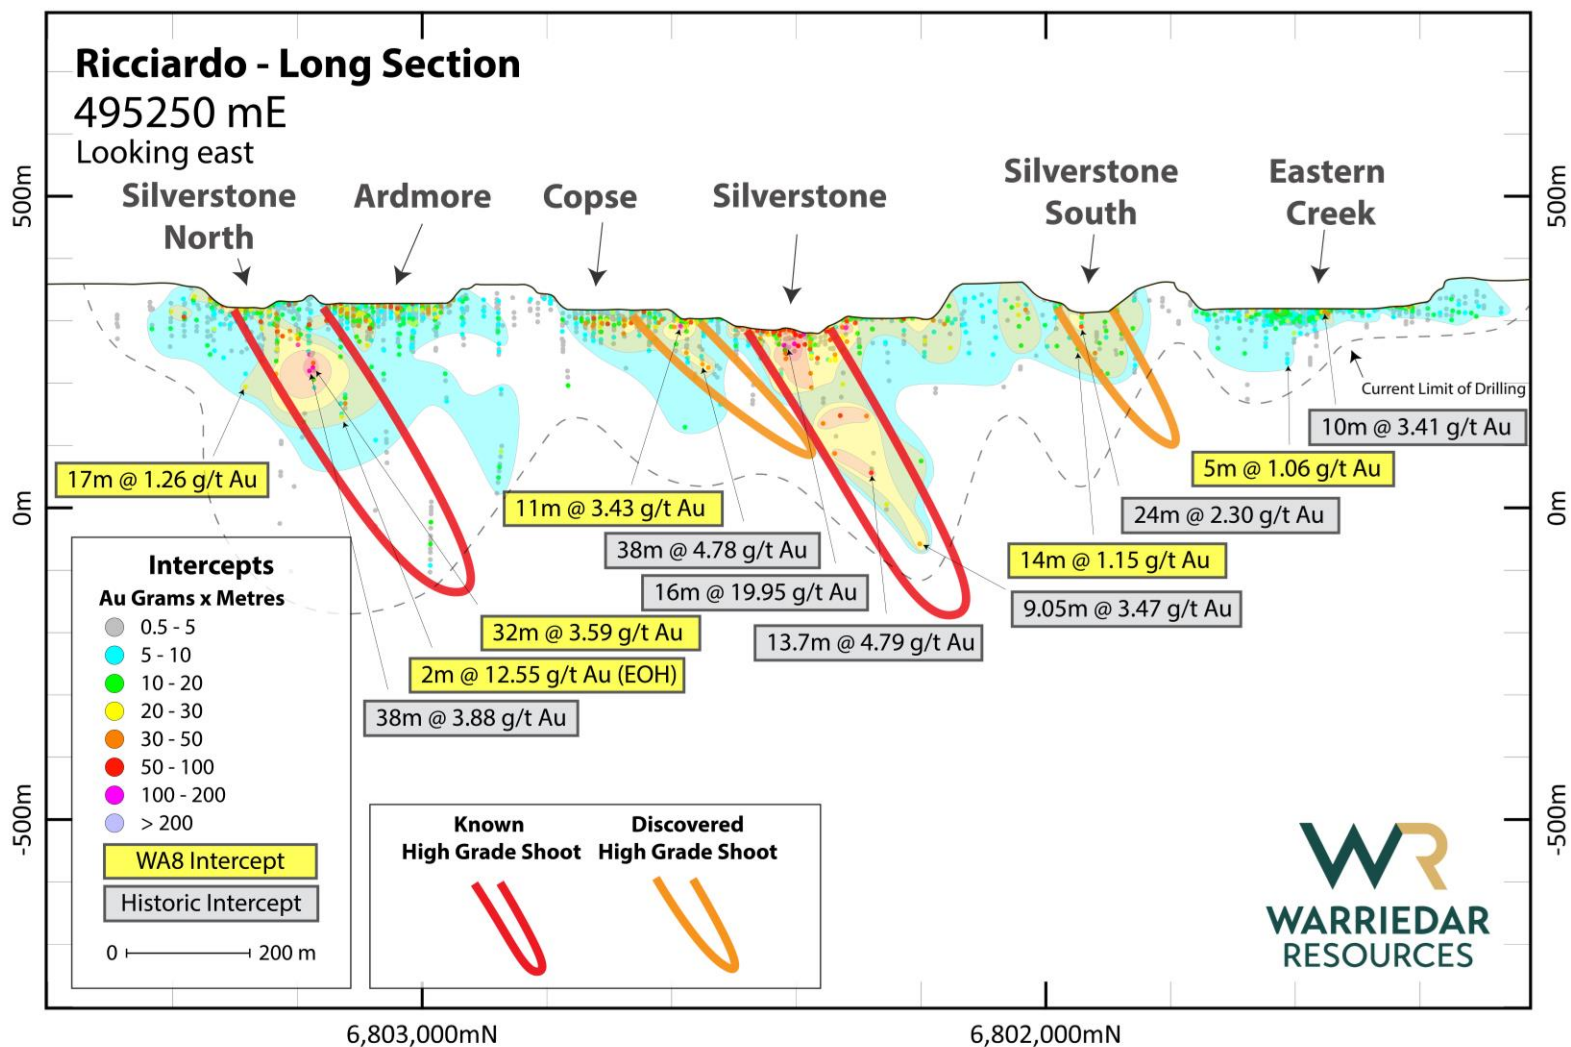 Ricciardo - Long Section
495250 mE
Looking east
Silverstone
North
Ardmore
Copse
Silverstone
Silverstone
South
Eastern
Creek
500m
0m
-500m
500m
0m
-500m
Current Limit of Drilling
10m @ 3.41 g/t Au
5m @ 1.06 g/t Au
24m @ 2.30 g/t Au
14m @ 1.15 g/t Au
9.05m @ 3.47 g/t Au
17m @ 1.26 g/t Au
11m @ 3.43 g/t Au
38m @ 4.78 g/t Au
16m @ 19.95 g/t Au
13.7m @ 4.79 g/t Au
32m @ 3.59 g/t Au
2m @ 12.55 g/t Au (EOH)
38m @ 3.88 g/t Au
Intercepts
Au Grams x Metres
0.5 - 5
5 - 10
10 - 20
20 - 30
30 - 50
50 - 100
100 - 200
> 200
WA8 Intercept
Historic Intercept
0 200 m
Known
High Grade Shoot
Discovered
High Grade Shoot
WR
WARRIEDAR
RESOURCES
6,803,000mN
6,802,000mN